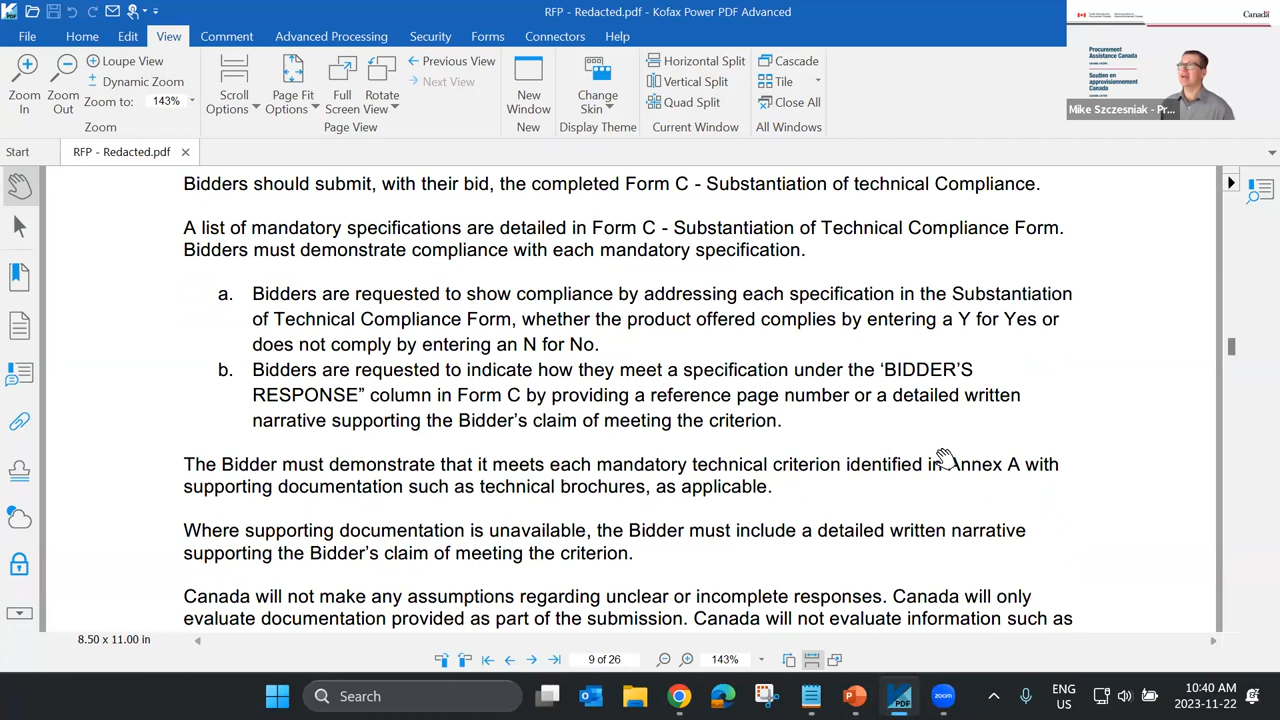 RFP - Redacted.pdf - Kofax Power PDF Advanced
File Home Edit View Comment Advanced Processing Security Forms Connectors Help
Zoom In
Zoom Out
Loupe View
Dynamic Zoom
Zoom to: 143%
Zoom
Scroll Options
Page Fit Options
Full Screen
Rotate View
Previous View
Next View
Page View
New Window
New
Change Skin
Display Theme
Horizontal Split
Vertical Split
Quad Split
Current Window
Cascade
Tile
Close All
All Windows
Canada
Procurement
Assistance Canada
Soutien en
approvisionnement
Canada
Mike Szczesniak - Pr...
Start RFP - Redacted.pdf
Bidders should submit, with their bid, the completed Form C - Substantiation of technical Compliance.
A list of mandatory specifications are detailed in Form C - Substantiation of Technical Compliance Form.
Bidders must demonstrate compliance with each mandatory specification.
a. Bidders are requested to show compliance by addressing each specification in the Substantiation
of Technical Compliance Form, whether the product offered complies by entering a Y for Yes or
does not comply by entering an N for No.
b. Bidders are requested to indicate how they meet a specification under the ‘BIDDER’S
RESPONSE” column in Form C by providing a reference page number or a detailed written
narrative supporting the Bidder’s claim of meeting the criterion.
The Bidder must demonstrate that it meets each mandatory technical criterion identified in Annex A with
supporting documentation such as technical brochures, as applicable.
Where supporting documentation is unavailable, the Bidder must include a detailed written narrative
supporting the Bidder’s claim of meeting the criterion.
Canada will not make any assumptions regarding unclear or incomplete responses. Canada will only
evaluate documentation provided as part of the submission. Canada will not evaluate information such as
8.50 x 11.00 in
9 of 26
143%
Search
PDF
zoom
ENG
US
10:40 AM
2023-11-22